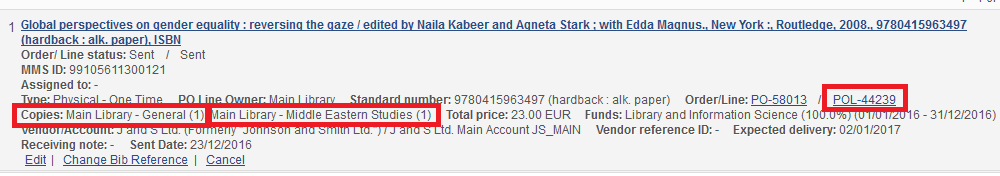 1 Global perspectives on gender equality : reversing the gaze / edited by Naila Kabeer and Agneta Stark ; with Edda Magnus., New York :, Routledge, 2008., 9780415963497
(hardback : alk. paper), ISBN
Order/ Line status: Sent / Sent
MMS ID: 99105611300121
Assigned to: -
Type: Physical - One Time PO Line Owner: Main Library Standard number: 9780415963497 (hardback : alk. paper) Order/Line: PO-58013 / POL-44239
Copies: Main Library - General (1) Main Library - Middle Eastern Studies (1) Total price: 23.00 EUR Funds: Library and Information Science (100.0%) (01/01/2016 - 31/12/2016)
Vendor/Account: J and S Ltd. (Formerly Johnson and Smith Ltd. ) / J and S Ltd. Main Account JS_MAIN Vendor reference ID: - Expected delivery: 02/01/2017
Receiving note: - Sent Date: 23/12/2016
Edit | Change Bib Reference | Cancel